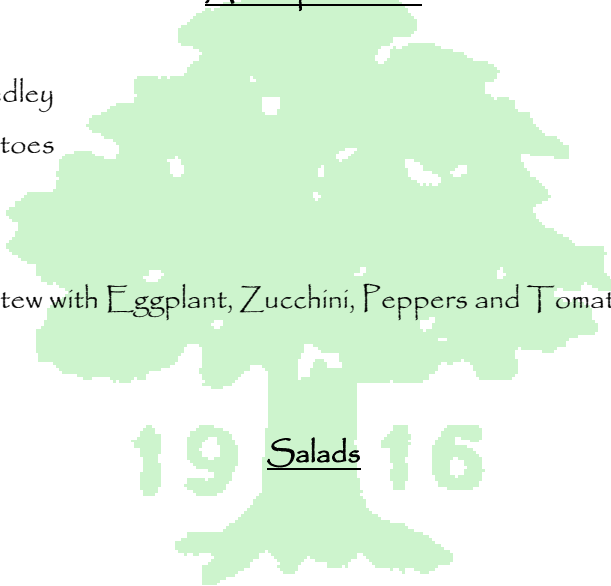 dley
toes
tew with Eggplant, Zucchini, Peppers and Tomat
Salads
19 16